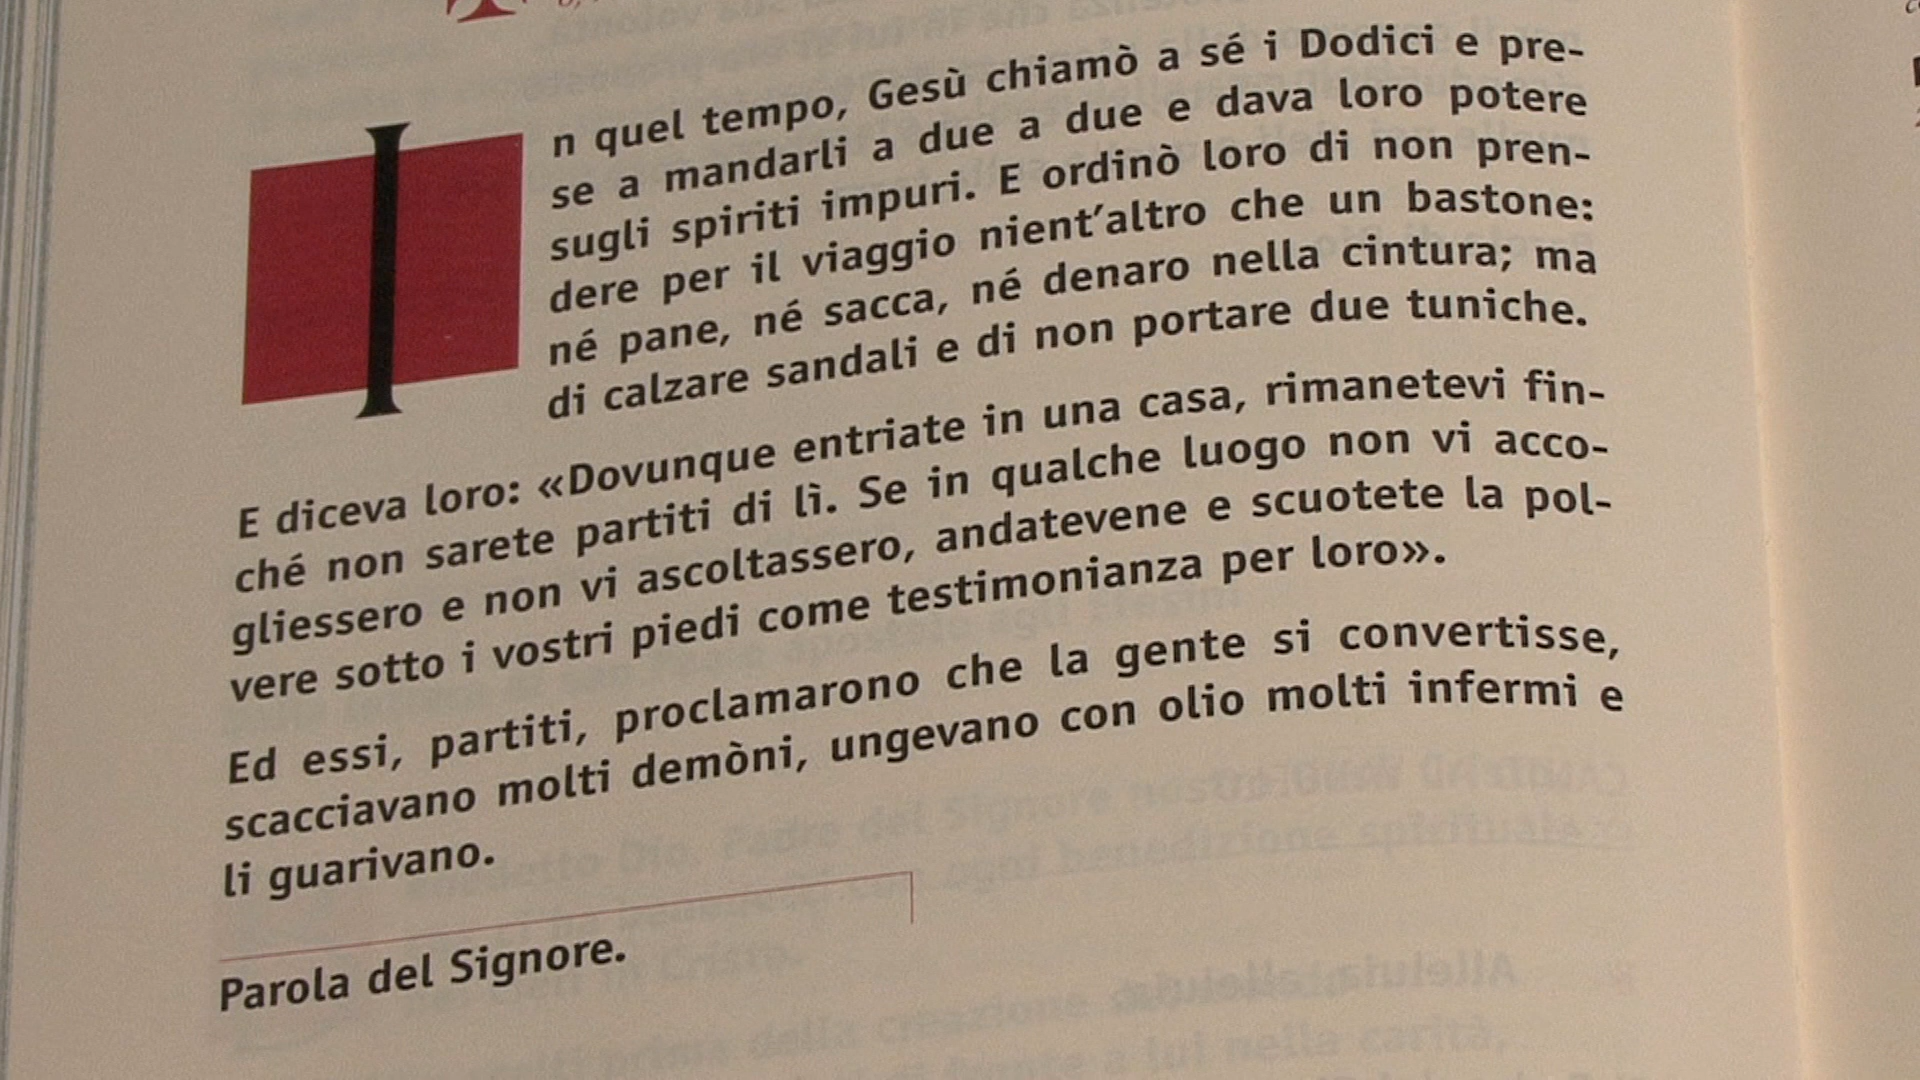 In quel tempo, Gesù chiamò a sé i Dodici e pre-
se a mandarli a due a due e dava loro potere
sugli spiriti impuri. E ordinò loro di non pren-
dere per il viaggio nient'altro che un bastone:
né pane, né sacca, né denaro nella cintura; ma
di calzare sandali e di non portare due tuniche.
E diceva loro: «Dovunque entriate in una casa, rimanetevi fin-
ché non sarete partiti di lì. Se in qualche luogo non vi acco-
gliessero e non vi ascoltassero, andatevene e scuotete la pol-
vere sotto i vostri piedi come testimonianza per loro».
Ed essi, partiti, proclamarono che la gente si convertisse,
scacciavano molti demòni, ungevano con olio molti infermi e
li guarivano.
Parola del Signore.